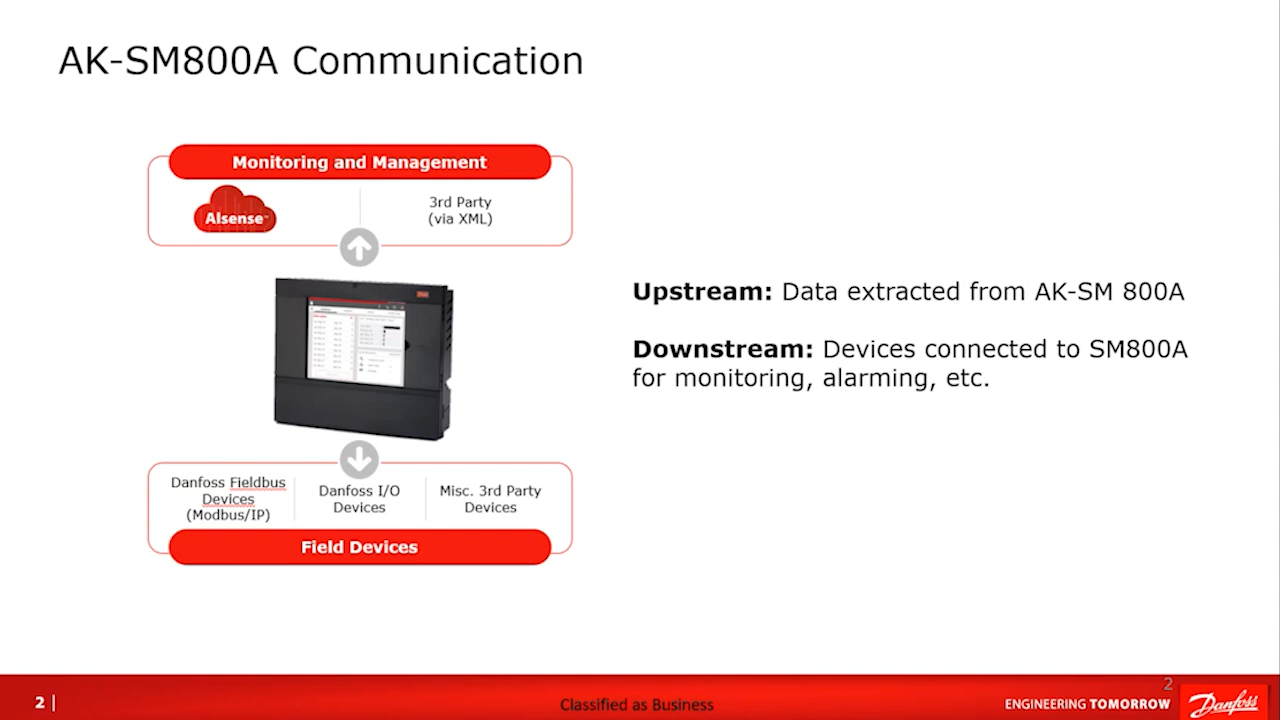 AK-SM800A Communication
Monitoring and Management
Alsense™
3rd Party
(via XML)
Upstream: Data extracted from AK-SM 800A
Downstream: Devices connected to SM800A
for monitoring, alarming, etc.
Danfoss Fieldbus
Devices
(Modbus/IP)
Danfoss I/O
Devices
Misc. 3rd Party
Devices
Field Devices
2
2 |
Classified as Business
ENGINEERING TOMORROW
Danfoss